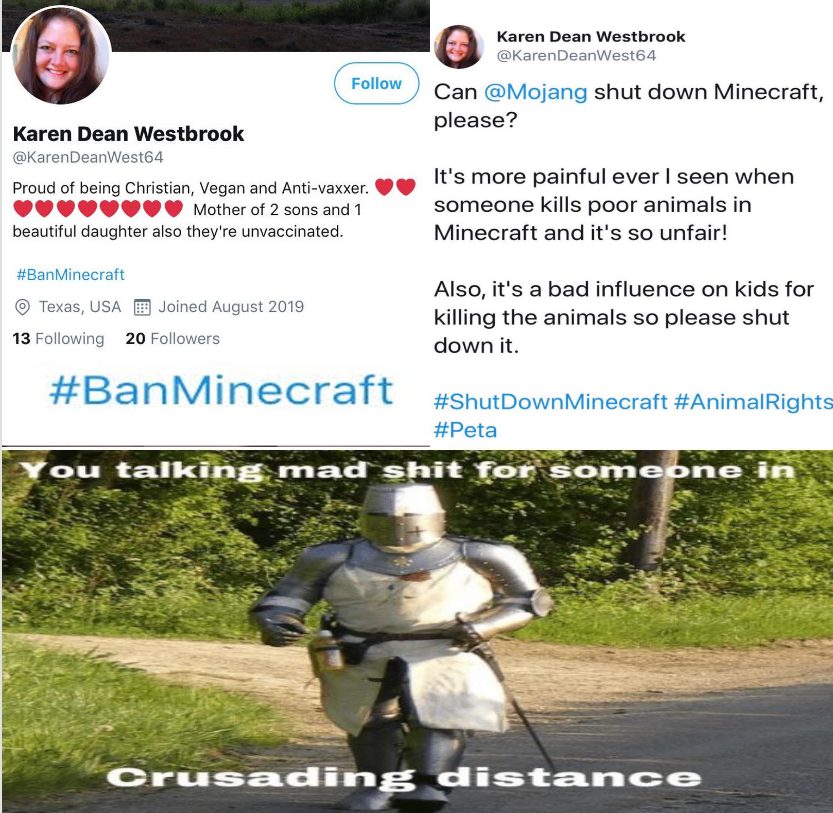 Follow
Karen Dean Westbrook
@KarenDeanWest64
Proud of being Christian, Vegan and Anti-vaxxer. ❤️❤️
❤️❤️❤️❤️❤️❤️❤️❤️ Mother of 2 sons and 1
beautiful daughter also they're unvaccinated.
#BanMinecraft
Texas, USA Joined August 2019
13 Following 20 Followers
#BanMinecraft
Karen Dean Westbrook
@KarenDeanWest64
Can @Mojang shut down Minecraft,
please?
It's more painful ever I seen when
someone kills poor animals in
Minecraft and it's so unfair!
Also, it's a bad influence on kids for
killing the animals so please shut
down it.
#ShutDownMinecraft #AnimalRights
#Peta
You talking mad shit for someone in
Crusading distance